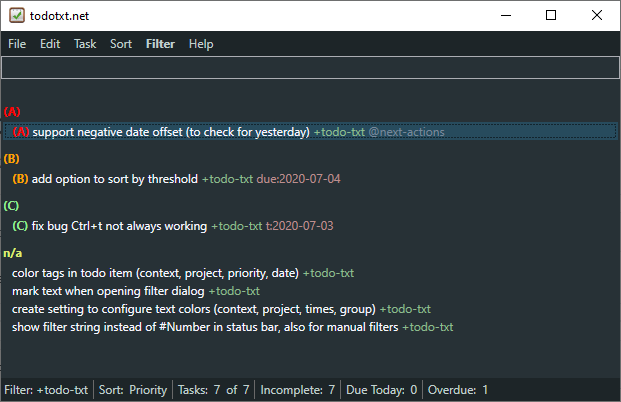 todotxt.net
File Edit Task Sort Filter Help
(A)
(A) support negative date offset (to check for yesterday) +todo-txt @next-actions
(B)
(B) add option to sort by threshold +todo-txt due:2020-07-04
(C)
(C) fix bug Ctrl+t not always working +todo-txt t:2020-07-03
n/a
color tags in todo item (context, project, priority, date) +todo-txt
mark text when opening filter dialog +todo-txt
create setting to configure text colors (context, project, times, group) +todo-txt
show filter string instead of #Number in status bar, also for manual filters +todo-txt
Filter: +todo-txt Sort: Priority Tasks: 7 of 7 Incomplete: 7 Due Today: 0 Overdue: 1